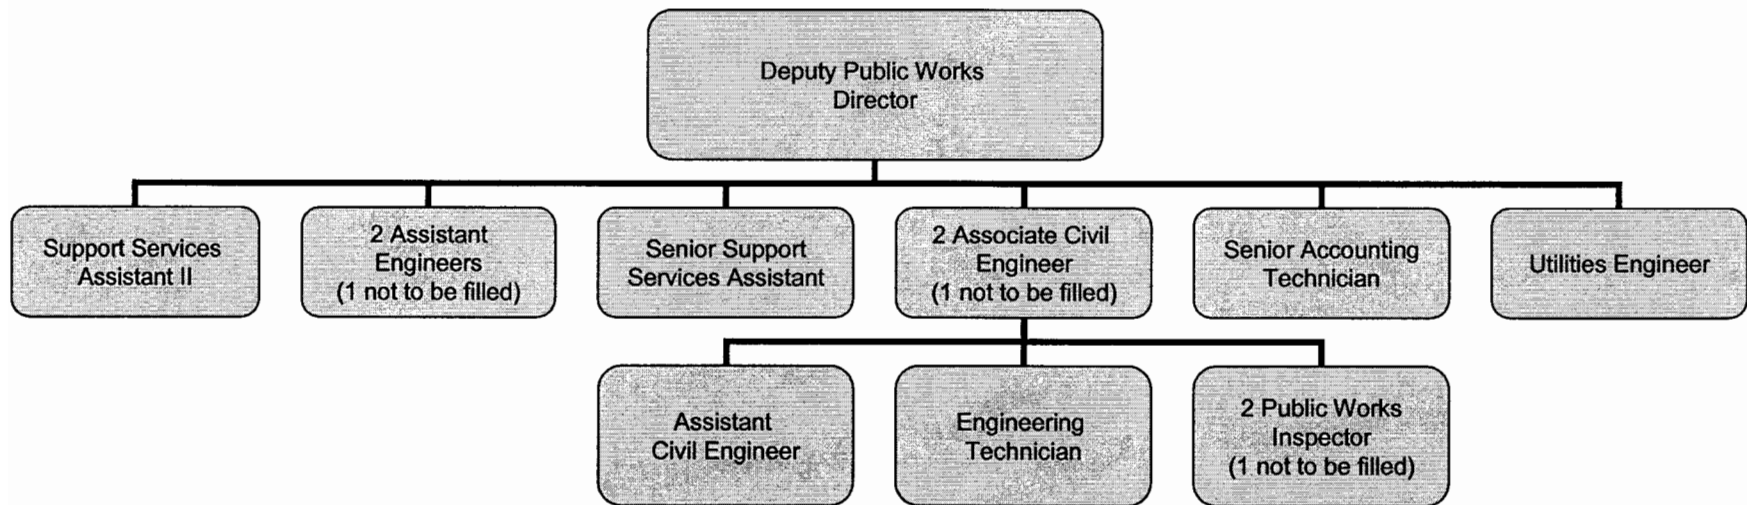 Deputy Public Works
Director
Support Services
Assistant II
2 Assistant
Engineers
(1 not to be filled)
Senior Support
Services Assistant
2 Associate Civil
Engineer
(1 not to be filled)
Senior Accounting
Technician
Utilities Engineer
Assistant
Civil Engineer
Engineering
Technician
2 Public Works
Inspector
(1 not to be filled)